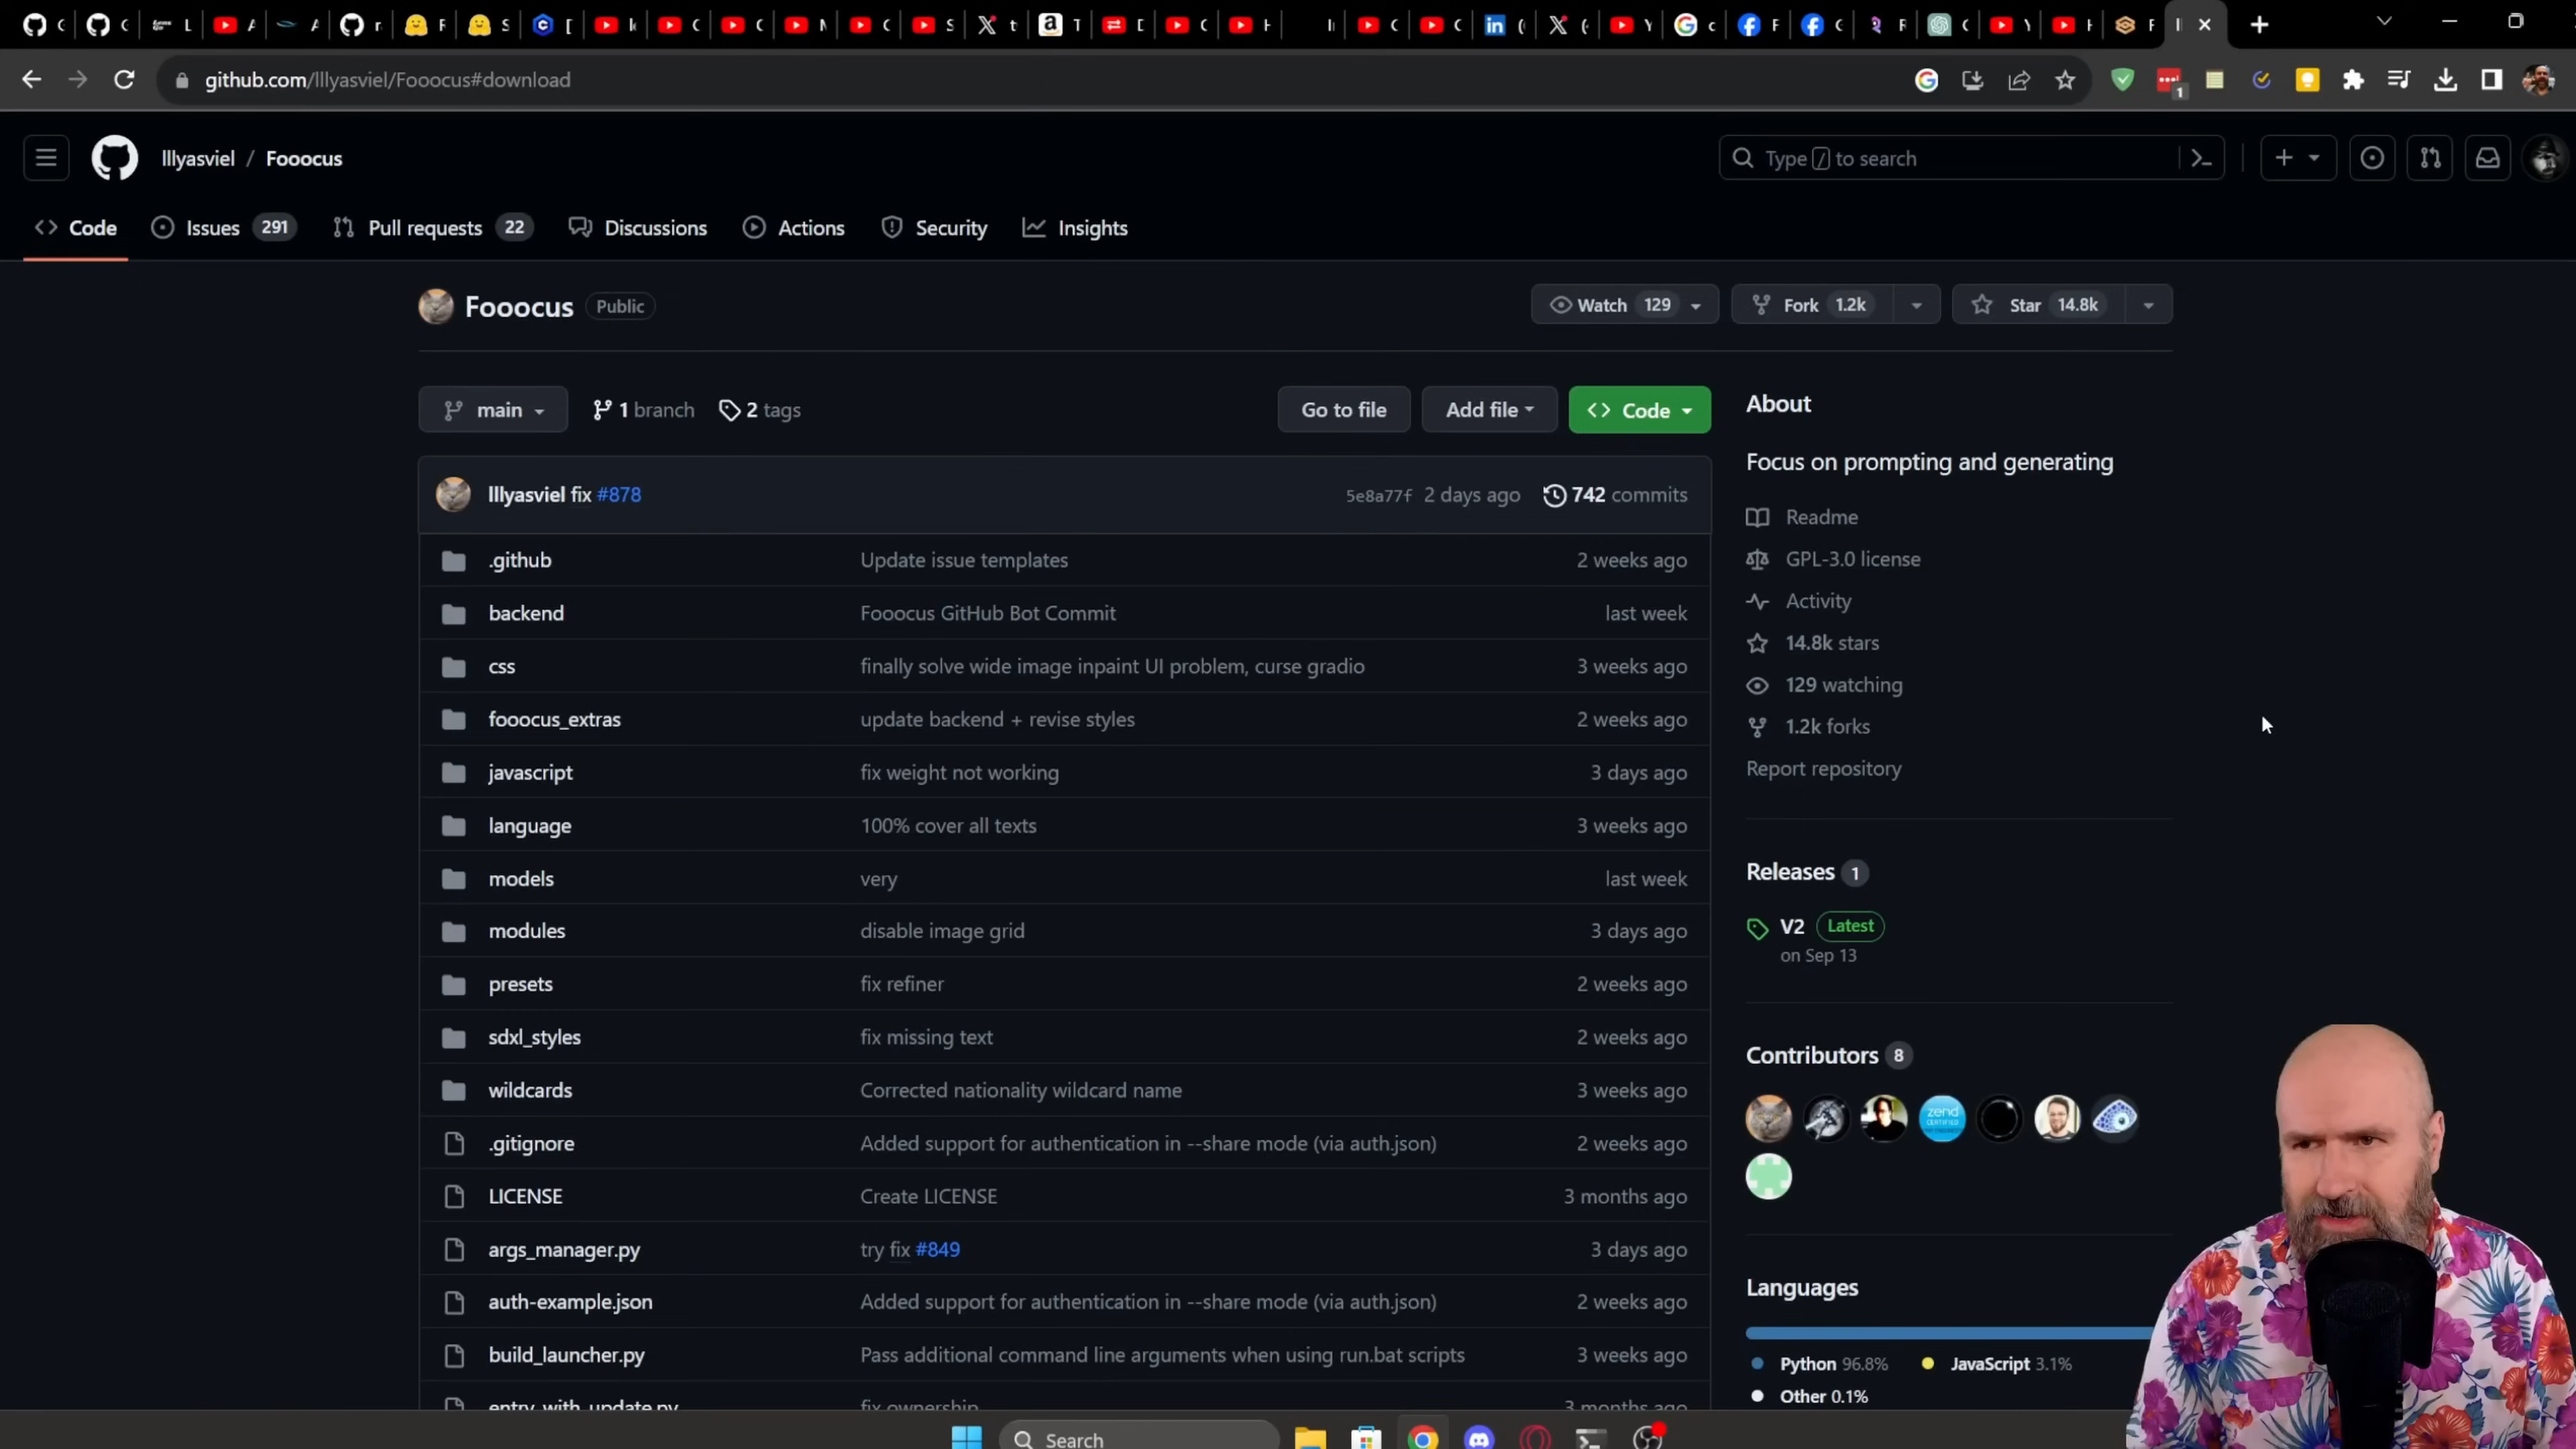 github.com/lllyasviel/Fooocus#download
1
lllyasviel / Fooocus
Type / to search
Code
Issues 291
Pull requests 22
Discussions
Actions
Security
Insights
Fooocus Public
Watch 129
Fork 1.2k
Star 14.8k
main
1 branch
2 tags
Go to file
Add file
Code
lllyasviel fix #878
5e8a77f 2 days ago
742 commits
.github Update issue templates 2 weeks ago
backend Fooocus GitHub Bot Commit last week
css finally solve wide image inpaint UI problem, curse gradio 3 weeks ago
fooocus_extras update backend + revise styles 2 weeks ago
javascript fix weight not working 3 days ago
language 100% cover all texts 3 weeks ago
models very last week
modules disable image grid 3 days ago
presets fix refiner 2 weeks ago
sdxl_styles fix missing text 2 weeks ago
wildcards Corrected nationality wildcard name 3 weeks ago
.gitignore Added support for authentication in --share mode (via auth.json) 2 weeks ago
LICENSE Create LICENSE 3 months ago
args_manager.py try fix #849 3 days ago
auth-example.json Added support for authentication in --share mode (via auth.json) 2 weeks ago
build_launcher.py Pass additional command line arguments when using run.bat scripts 3 weeks ago
entry_with_update.py fix ownership 3 months ago
About
Focus on prompting and generating
Readme
GPL-3.0 license
Activity
14.8k stars
129 watching
1.2k forks
Report repository
Releases 1
V2 Latest
on Sep 13
Contributors 8
zend
CERTIFIED
Languages
Python 96.8% JavaScript 3.1%
Other 0.1%
Search